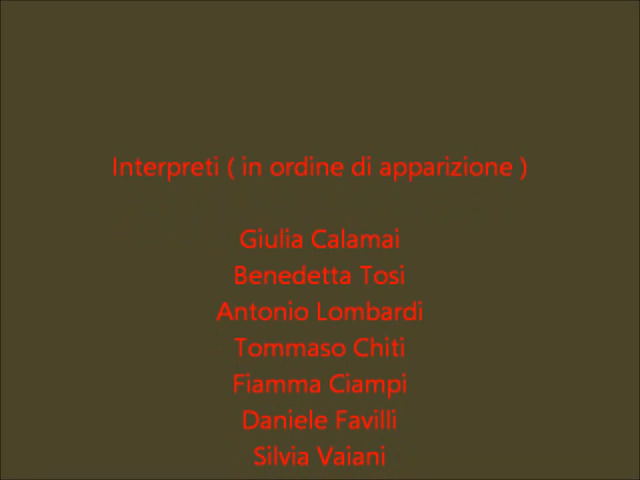 Interpreti ( in ordine di apparizione )
Giulia Calamai
Benedetta Tosi
Antonio Lombardi
Tommaso Chiti
Fiamma Ciampi
Daniele Favilli
Silvia Vaiani